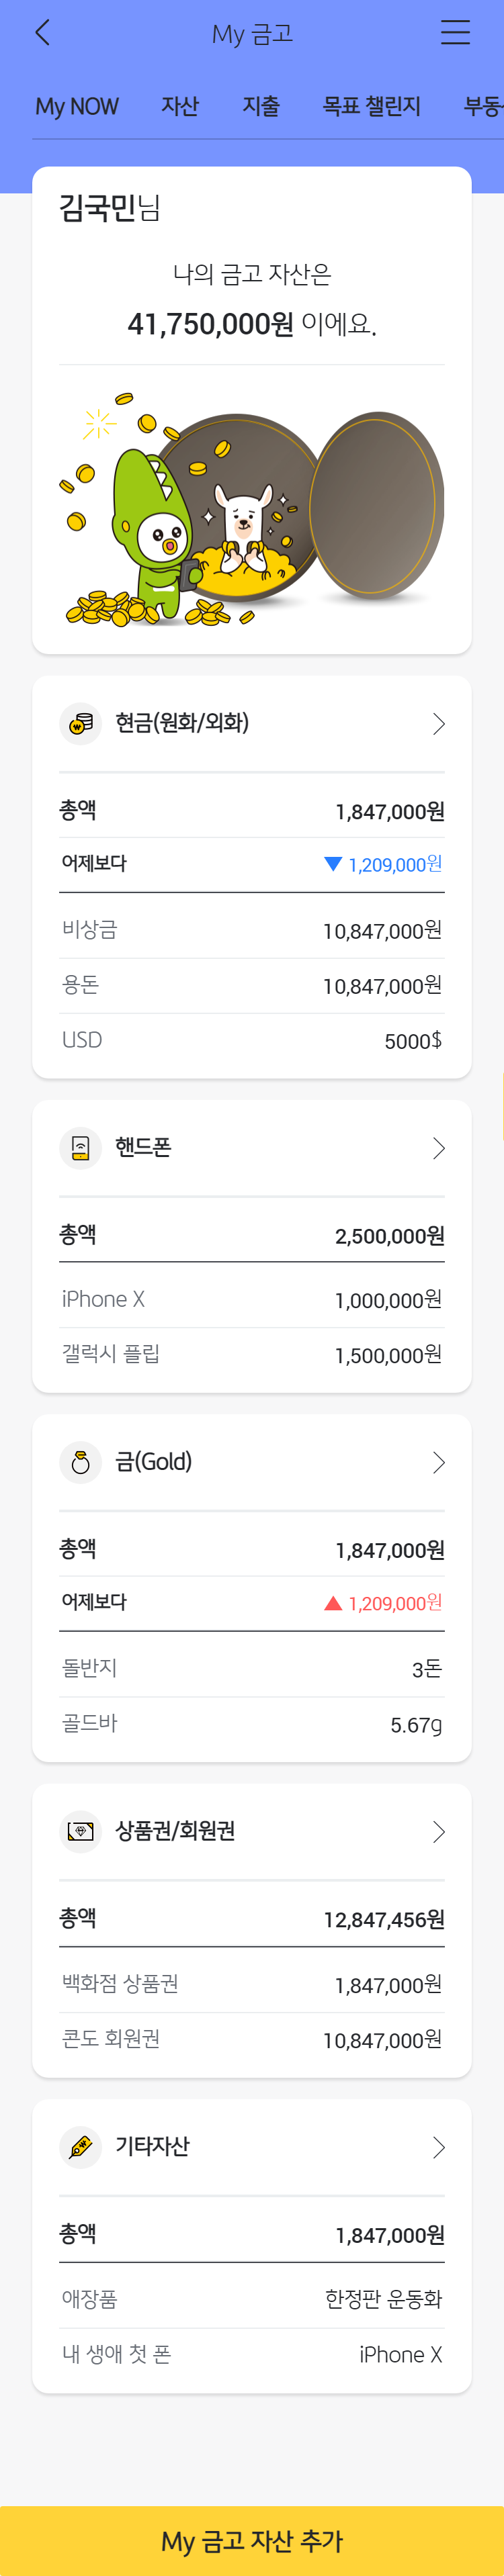 My 금고
My NOW 자산 지출 목표 챌린지 부동
김국민님
나의 금고 자산은
41,750,000원 이에요.
현금(원화/외화)
총액 1,847,000원
어제보다 ▼ 1,209,000원
비상금 10,847,000원
용돈 10,847,000원
USD 5000$
핸드폰
총액 2,500,000원
iPhone X 1,000,000원
갤럭시 플립 1,500,000원
금(Gold)
총액 1,847,000원
어제보다 ▲ 1,209,000원
돌반지 3돈
골드바 5.67g
상품권/회원권
총액 12,847,456원
백화점 상품권 1,847,000원
콘도 회원권 10,847,000원
기타자산
총액 1,847,000원
애장품 한정판 운동화
내 생애 첫 폰 iPhone X
My 금고 자산 추가